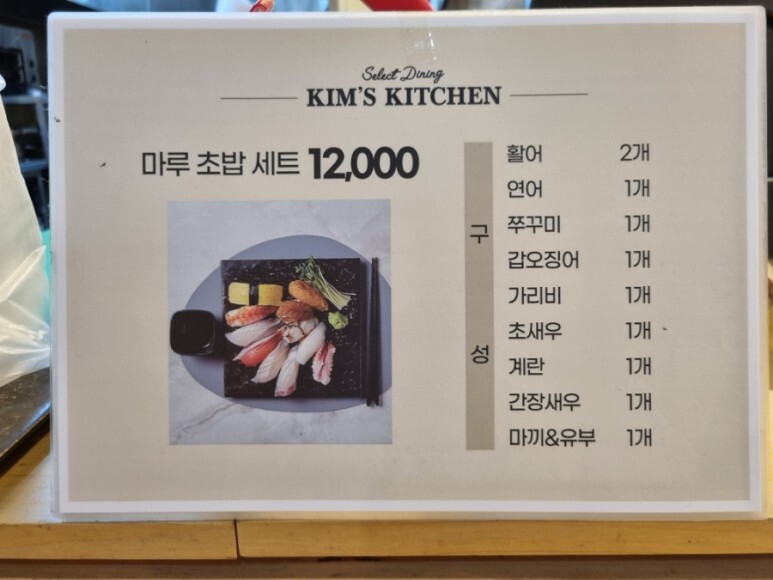 Select Dining
KIM'S KITCHEN
마루 초밥 세트 12,000
구성
활어 2개
연어 1개
쭈꾸미 1개
갑오징어 1개
가리비 1개
초새우 1개
계란 1개
간장새우 1개
마끼&유부 1개